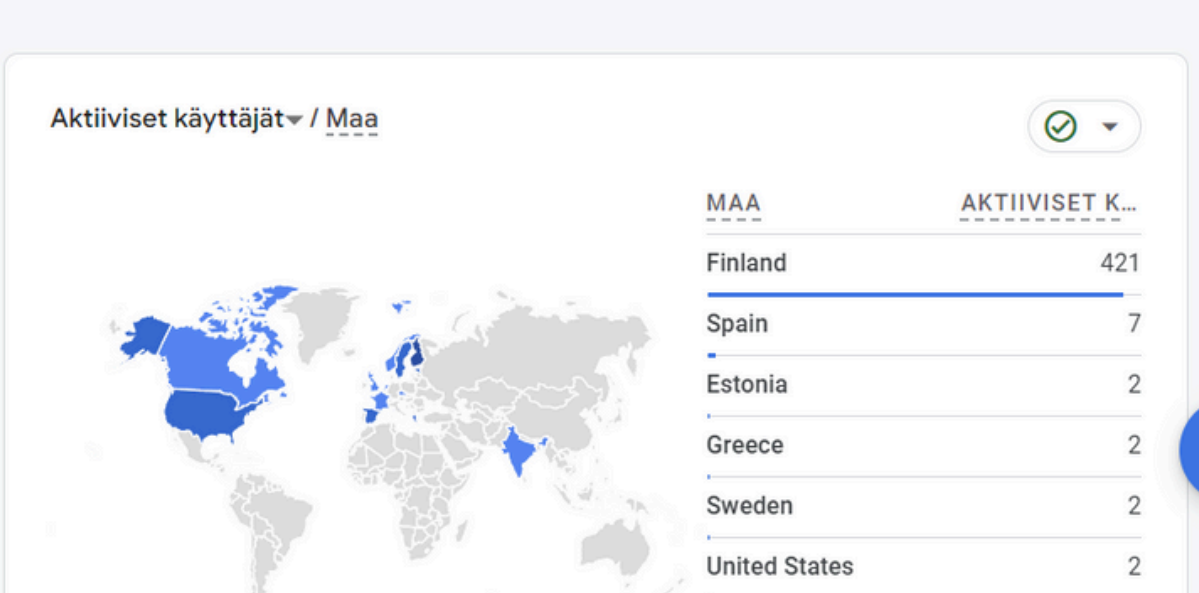 Aktiiviset käyttäjät / Maa
MAA AKTIIVISET K...
Finland 421
Spain 7
Estonia 2
Greece 2
Sweden 2
United States 2